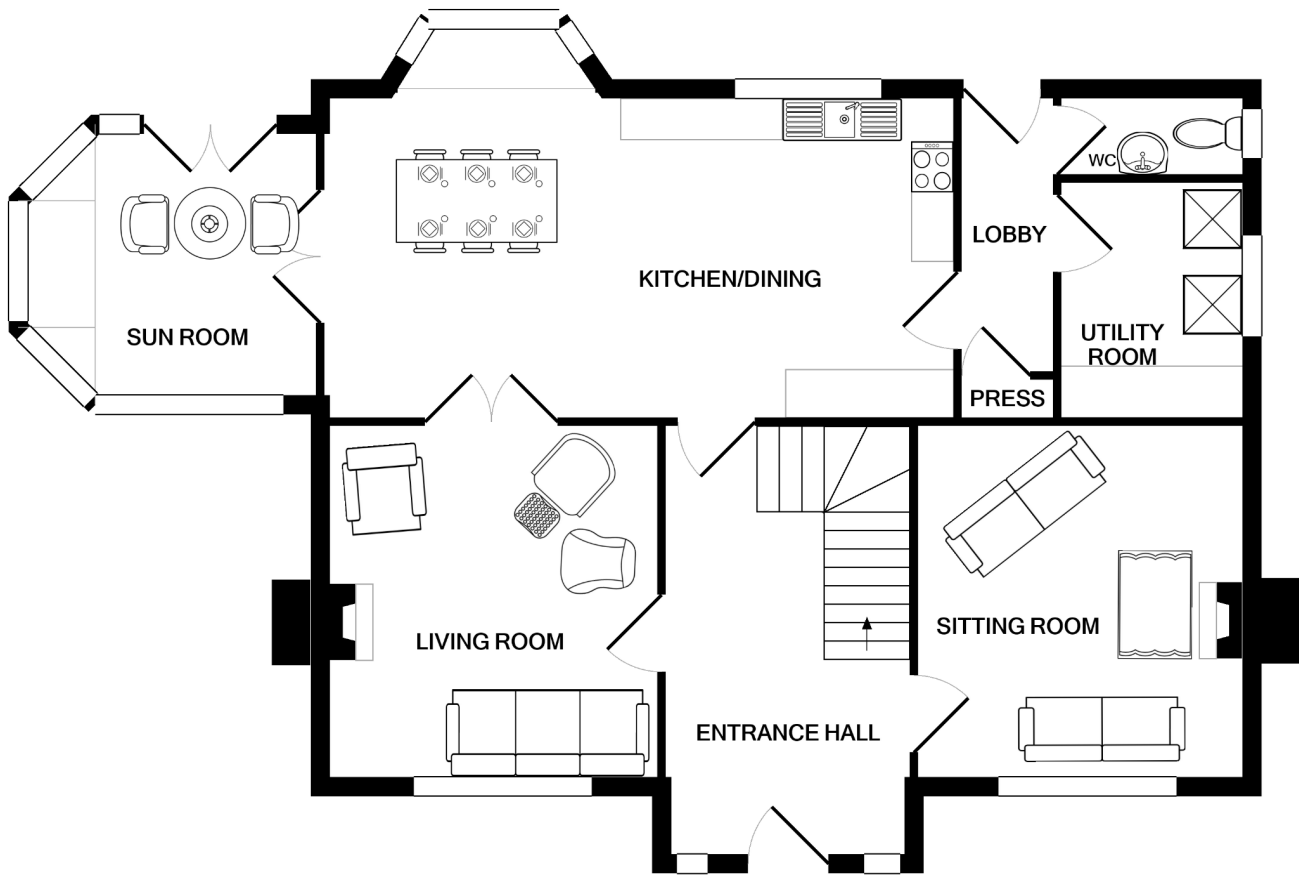 WC
LOBBY
KITCHEN/DINING
SUN ROOM
UTILITY
ROOM
PRESS
LIVING ROOM
SITTING ROOM
ENTRANCE HALL